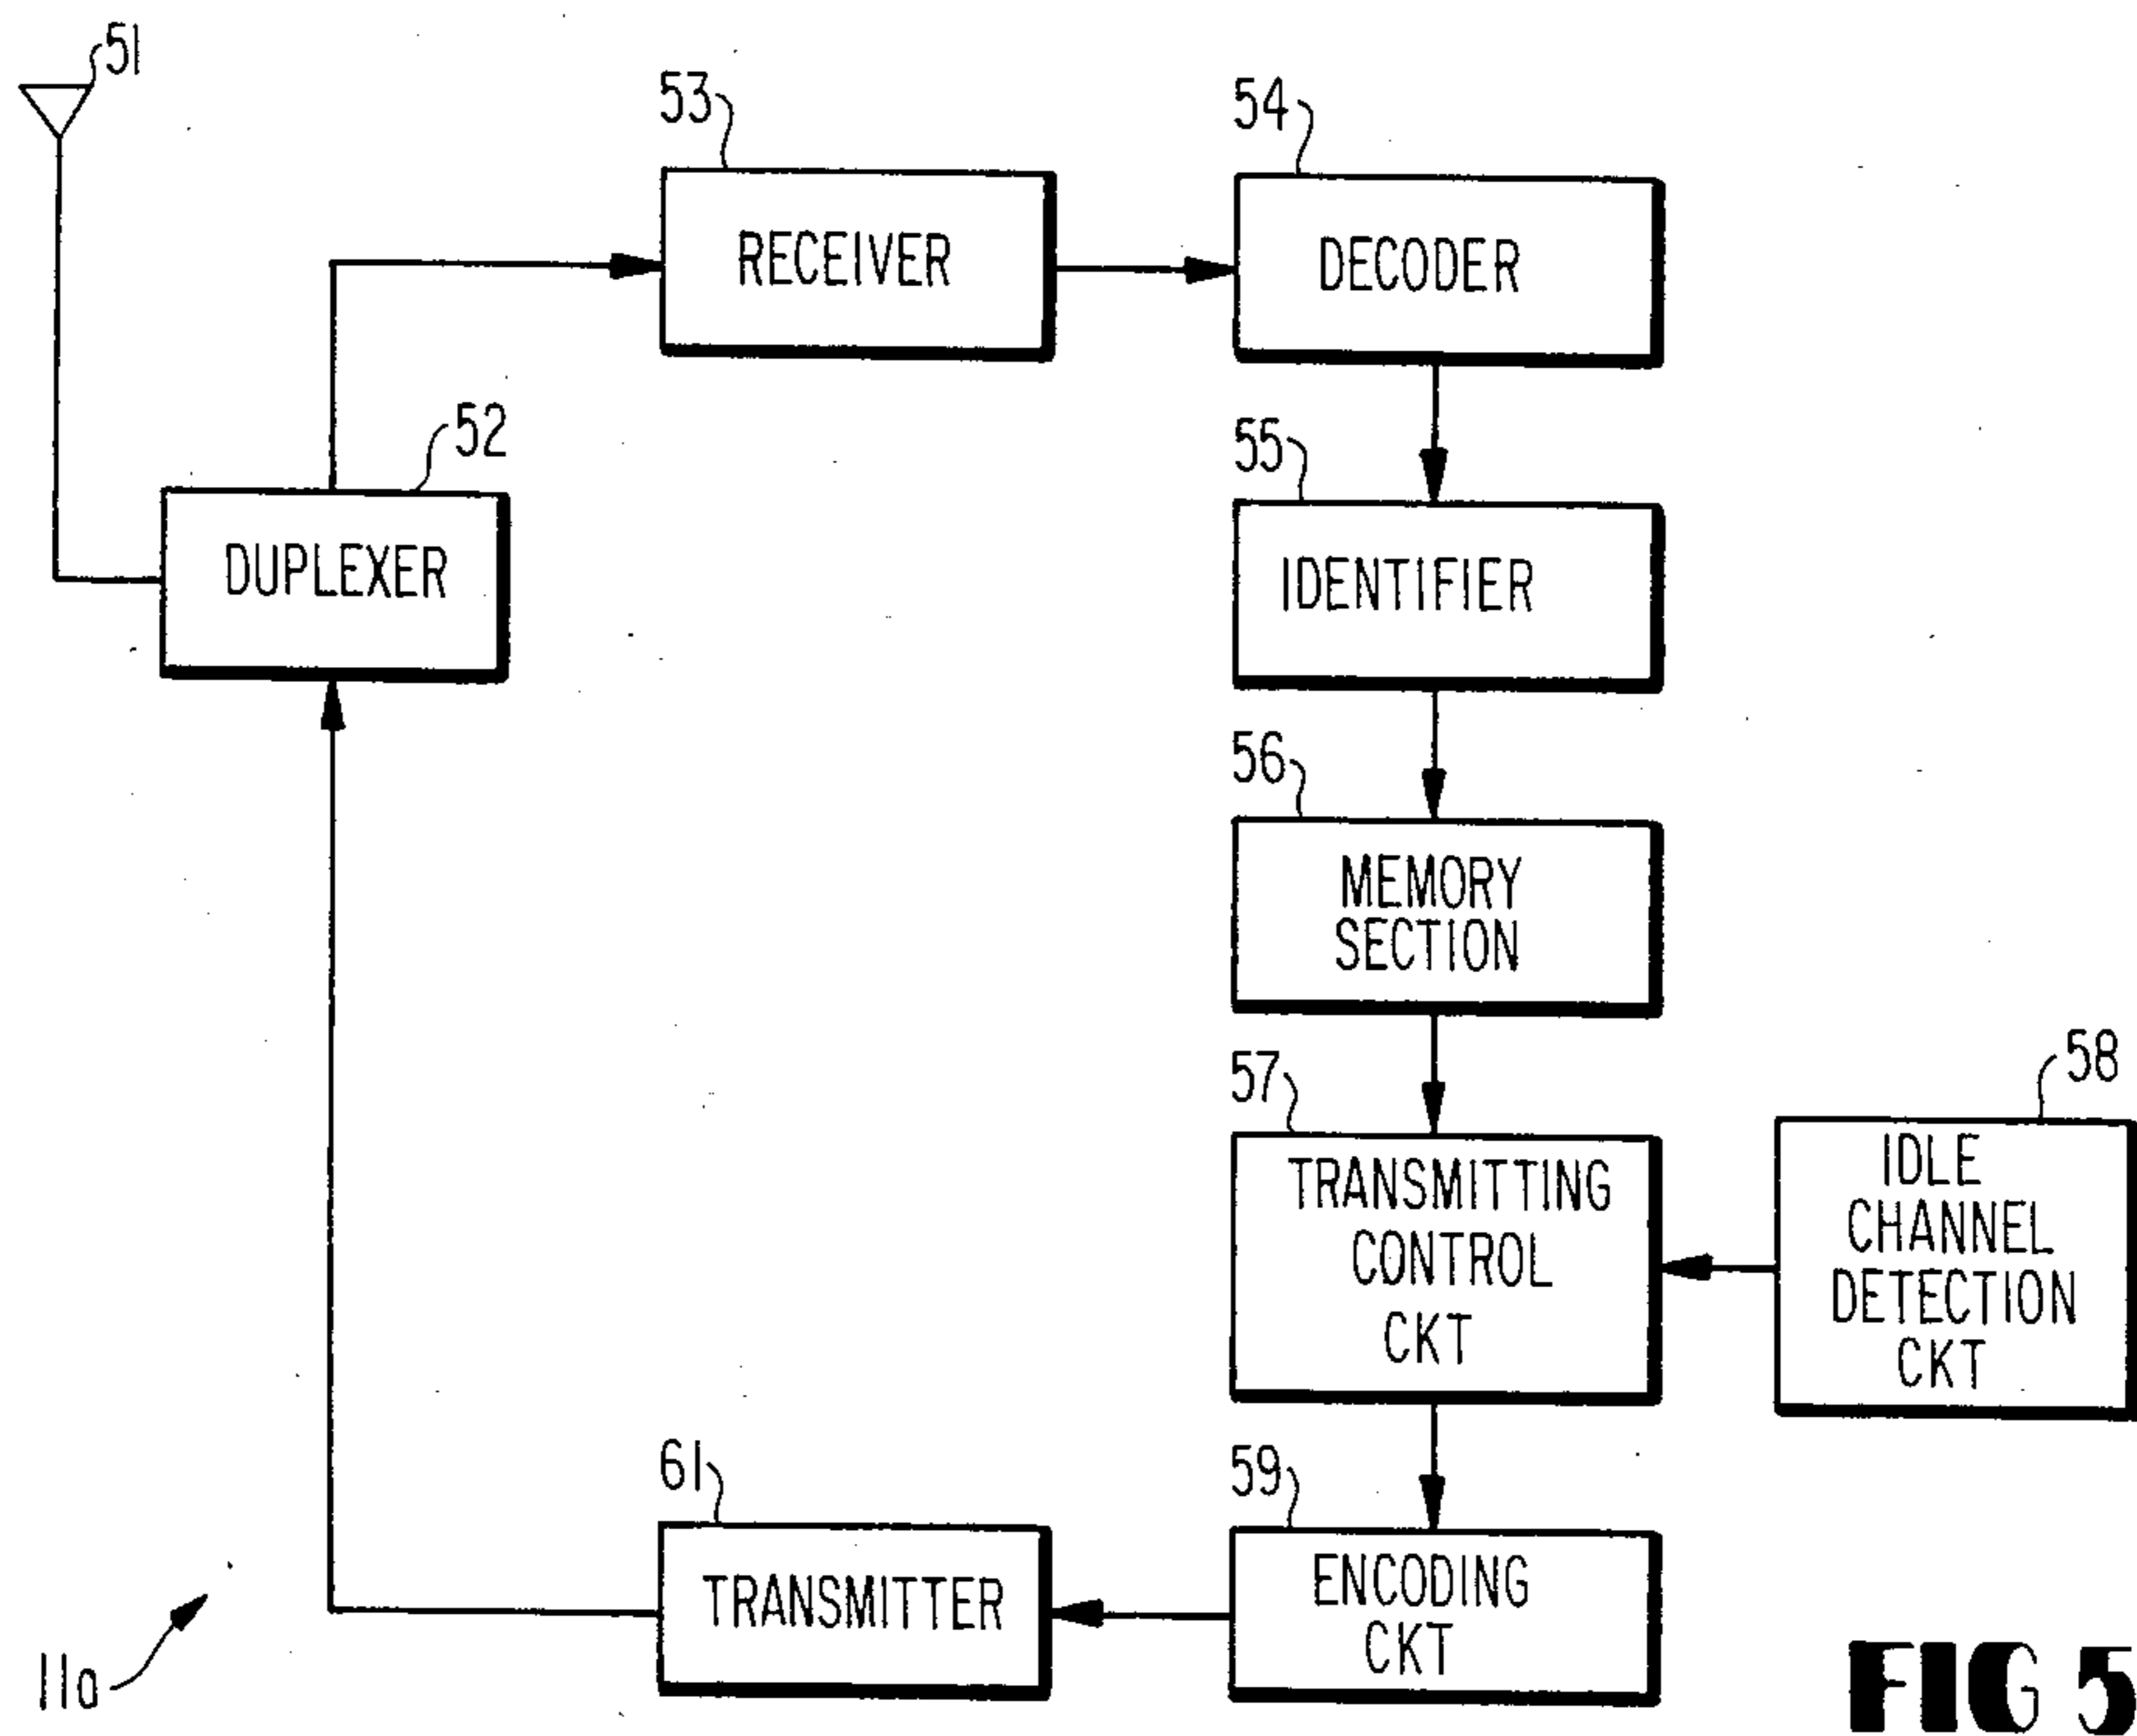 51
53
54
RECEIVER
DECODER
52
55
DUPLEXER
IDENTIFIER
56
MEMORY
SECTION
57
58
TRANSMITTING
CONTROL
CKT
IDLE
CHANNEL
DETECTION
CKT
61
59
TRANSMITTER
ENCODING
CKT
11a
FIG 5